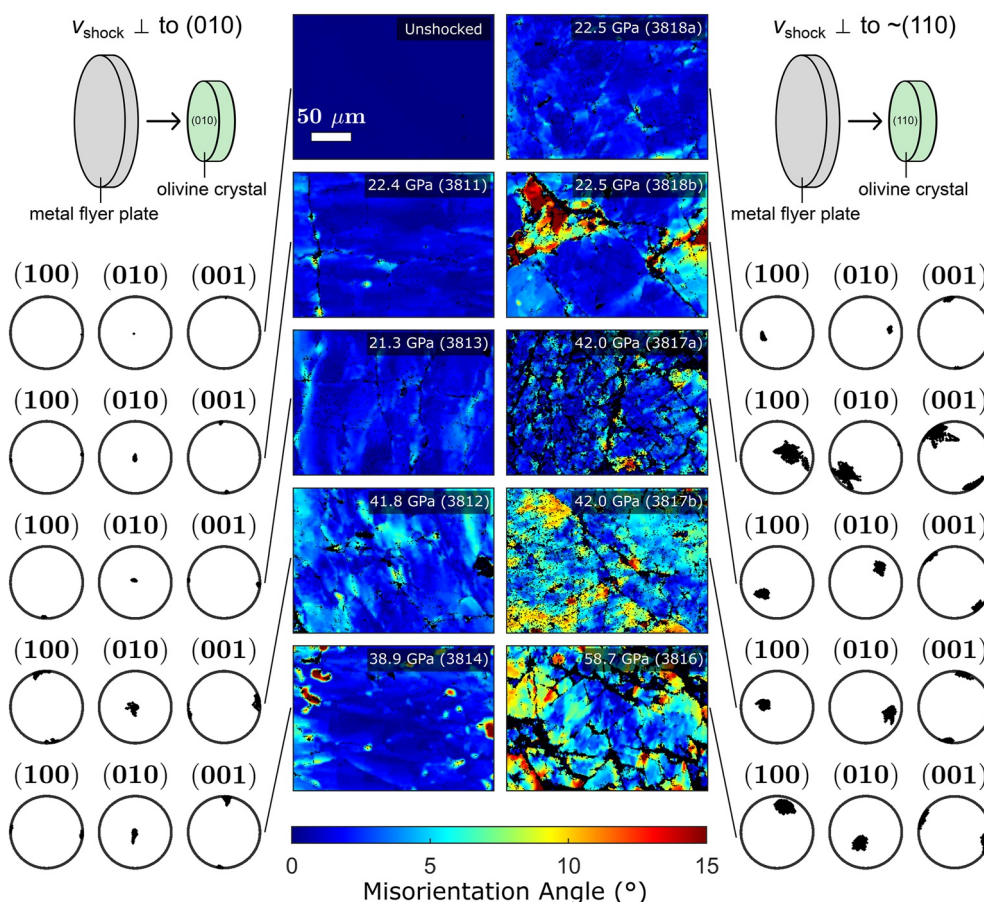 v_shock ⊥ to (010)
(010)
olivine crystal
metal flyer plate
Unshocked
50 μm
22.5 GPa (3818a)
v_shock ⊥ to ~(110)
(110)
olivine crystal
metal flyer plate
22.4 GPa (3811)
22.5 GPa (3818b)
21.3 GPa (3813)
42.0 GPa (3817a)
41.8 GPa (3812)
42.0 GPa (3817b)
38.9 GPa (3814)
58.7 GPa (3816)
(100) (010) (001)
(100) (010) (001)
(100) (010) (001)
(100) (010) (001)
(100) (010) (001)
(100) (010) (001)
(100) (010) (001)
(100) (010) (001)
(100) (010) (001)
(100) (010) (001)
0 5 10 15
Misorientation Angle (°)